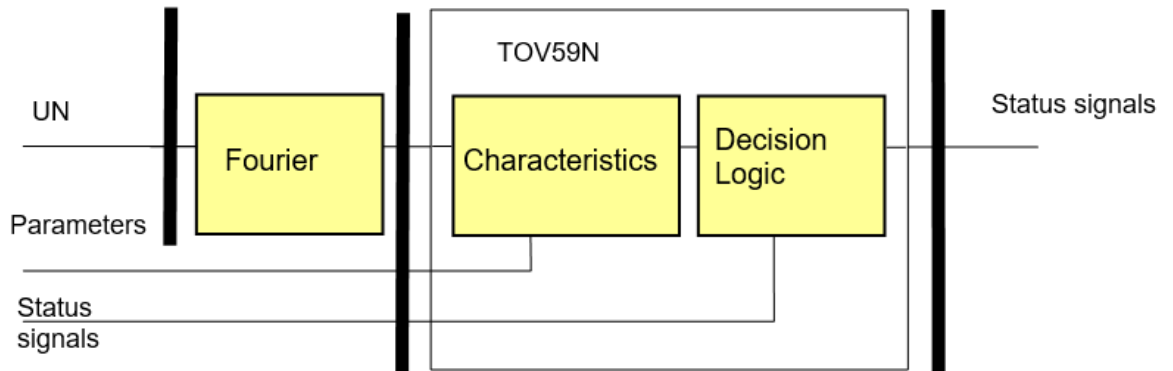 TOV59N
UN
Status signals
Fourier
Characteristics
Decision
Logic
Parameters
Status
signals